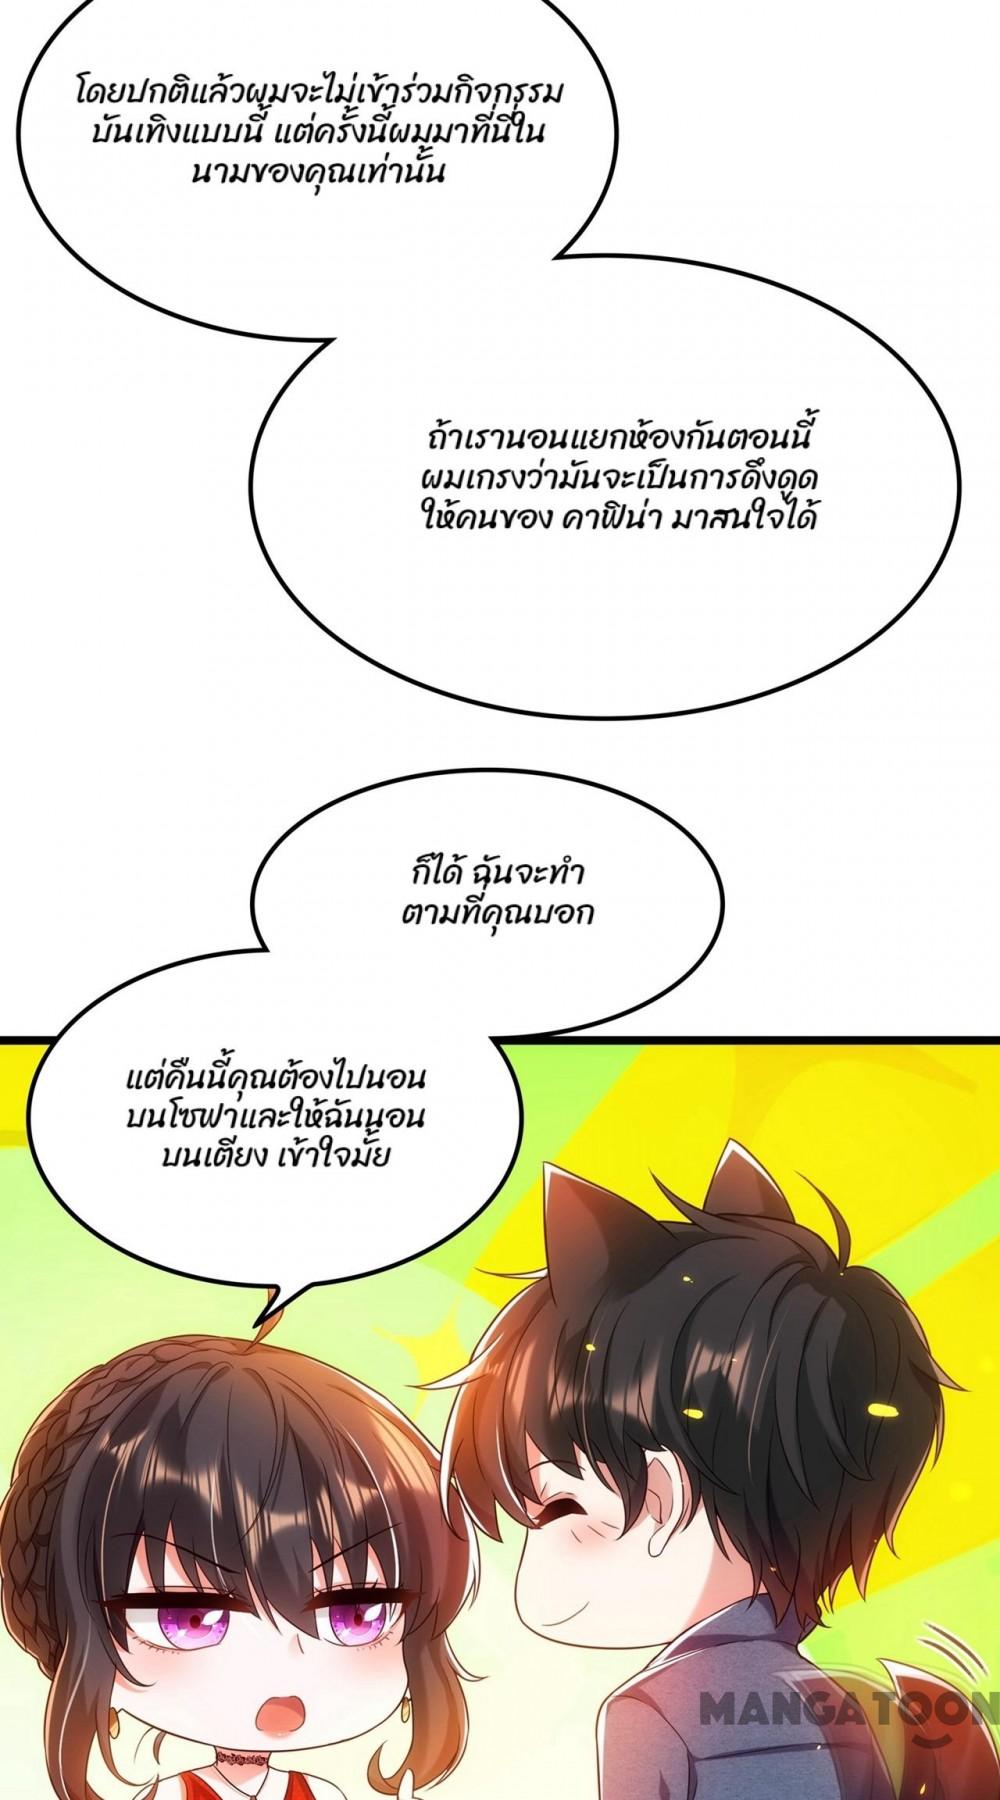 โดยปกติแล้วผมจะไม่เข้าร่วมกิจกรรม
บันเทิงแบบนี้ แต่ครั้งนี้ผมมาที่นี่ใน
นามของคุณเท่านั้น
ถ้าเรานอนแยกห้องกันตอนนี้
ผมเกรงว่ามันจะเป็นการดึงดูด
ให้คนของ คาฟิน่า มาสนใจได้
ก็ได้ ฉันจะทำ
ตามที่คุณบอก
แต่คืนนี้คุณต้องไปนอน
บนโซฟาและให้ฉันนอน
บนเตียง เข้าใจมั้ย
MANGATOON